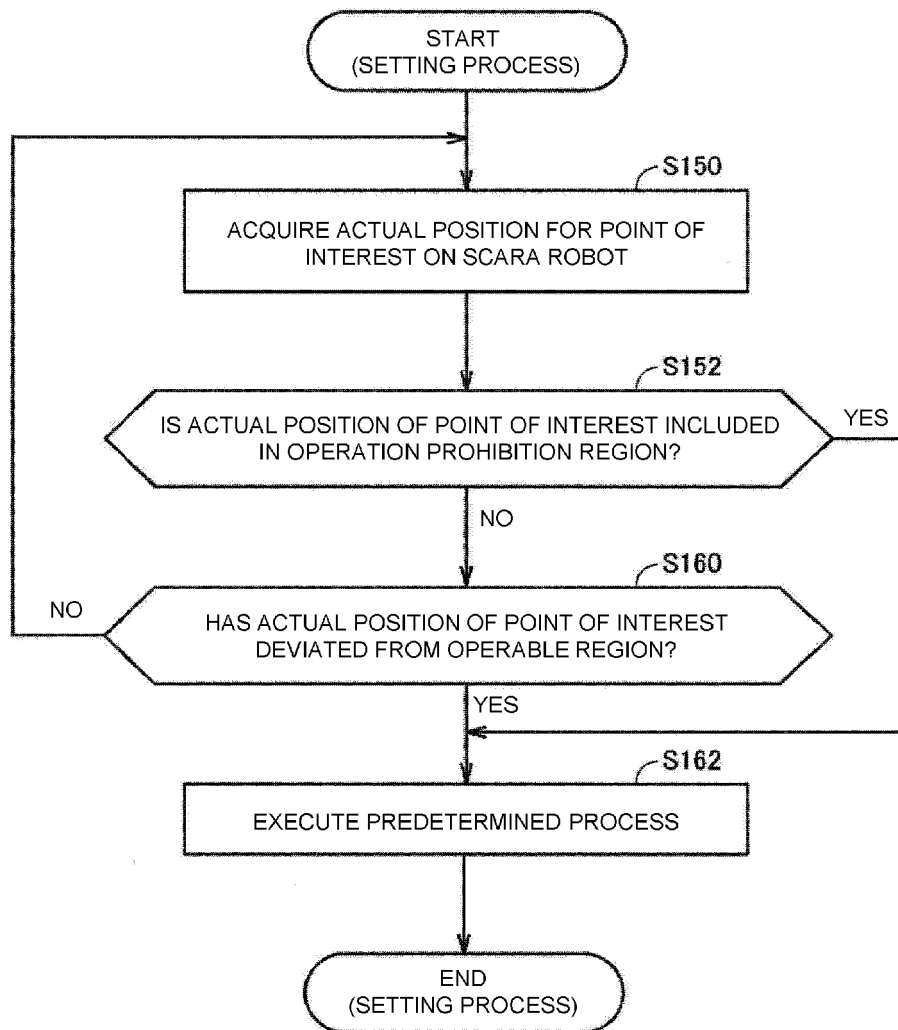 START
(SETTING PROCESS)
S150
ACQUIRE ACTUAL POSITION FOR POINT OF
INTEREST ON SCARA ROBOT
S152
IS ACTUAL POSITION OF POINT OF INTEREST INCLUDED
IN OPERATION PROHIBITION REGION?
YES
NO
S160
NO
HAS ACTUAL POSITION OF POINT OF INTEREST
DEVIATED FROM OPERABLE REGION?
YES
S162
EXECUTE PREDETERMINED PROCESS
END
(SETTING PROCESS)